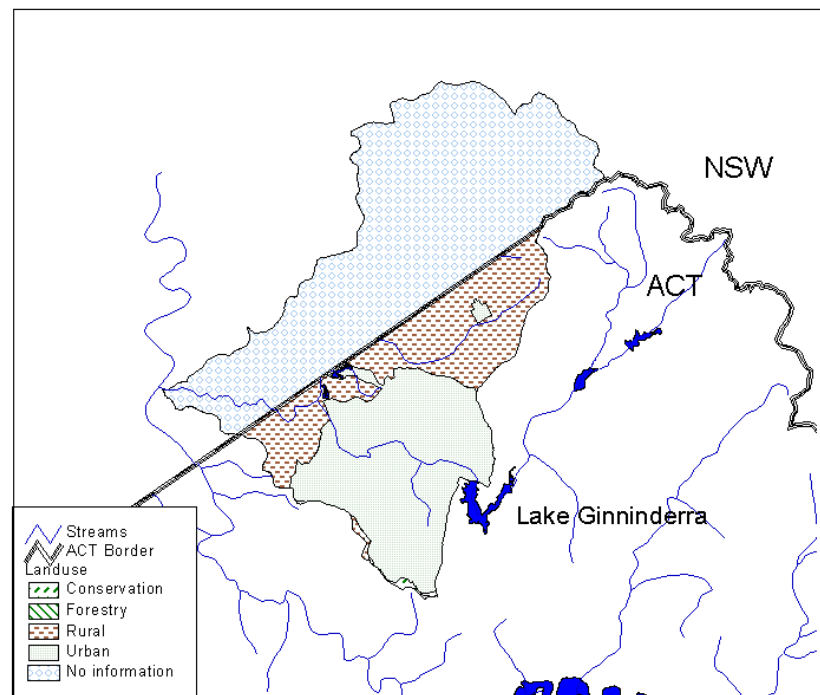 NSW
ACT
Lake Ginninderra
Streams
ACT Border
Landuse
Conservation
Forestry
Rural
Urban
No information